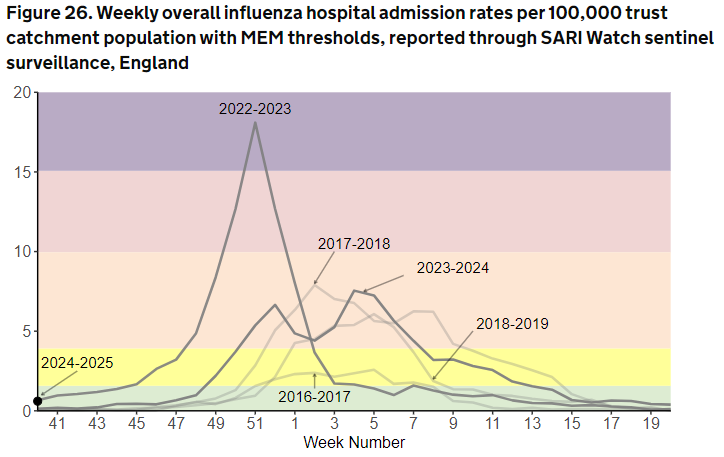 Figure 26. Weekly overall influenza hospital admission rates per 100,000 trust
catchment population with MEM thresholds, reported through SARI Watch sentinel
surveillance, England
20
15
10
5
0
2022-2023
2017-2018
2023-2024
2018-2019
2024-2025
2016-2017
41 43 45 47 49 51 1 3 5 7 9 11 13 15 17 19
Week Number